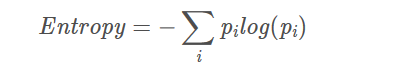 Entropy = − ∑ᵢ pᵢlog(pᵢ)